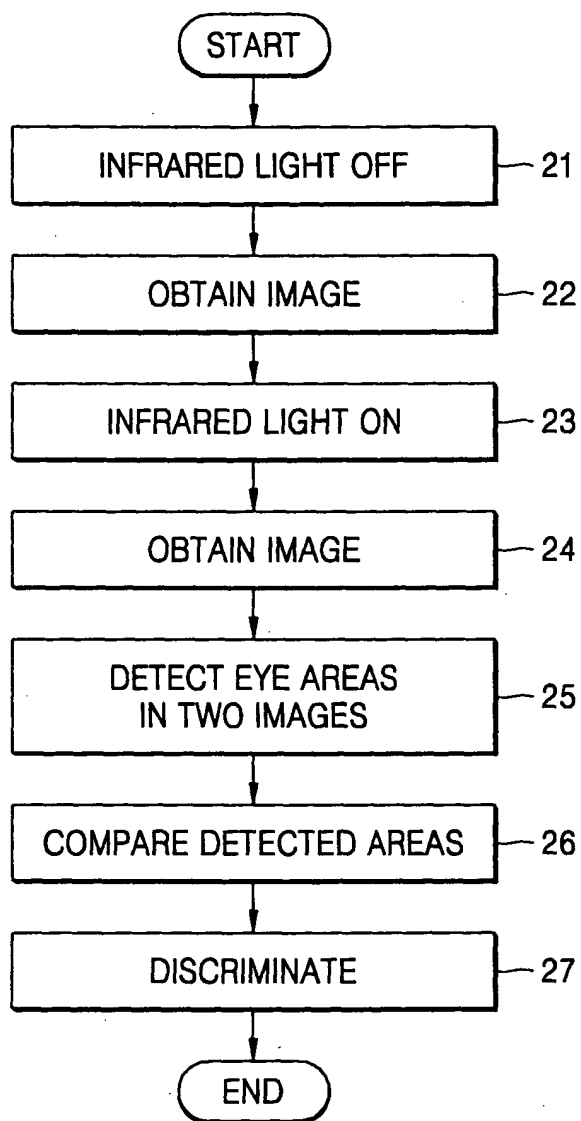 START
INFRARED LIGHT OFF
21
OBTAIN IMAGE
22
INFRARED LIGHT ON
23
OBTAIN IMAGE
24
DETECT EYE AREAS
IN TWO IMAGES
25
COMPARE DETECTED AREAS
26
DISCRIMINATE
27
END